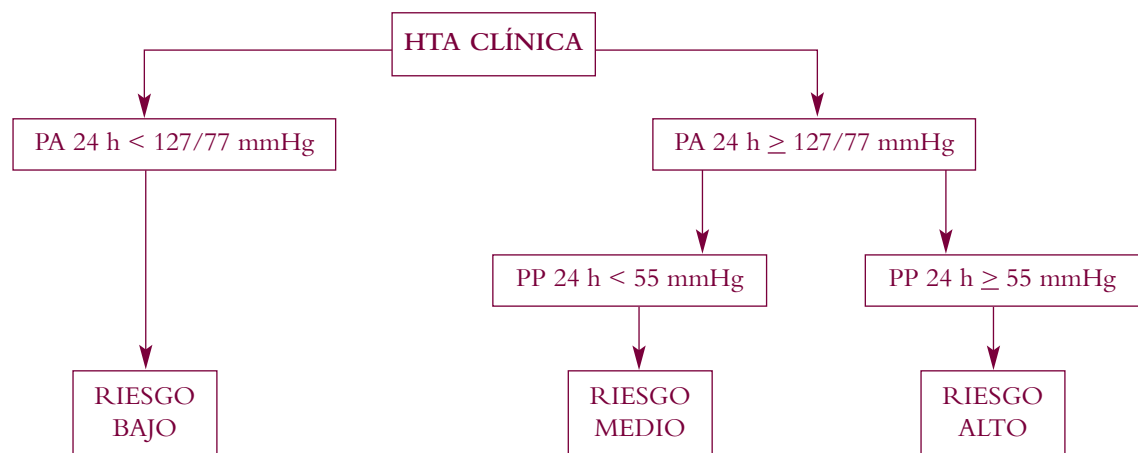 HTA CLÍNICA
PA 24 h < 127/77 mmHg
PA 24 h ≥ 127/77 mmHg
PP 24 h < 55 mmHg
PP 24 h ≥ 55 mmHg
RIESGO
BAJO
RIESGO
MEDIO
RIESGO
ALTO